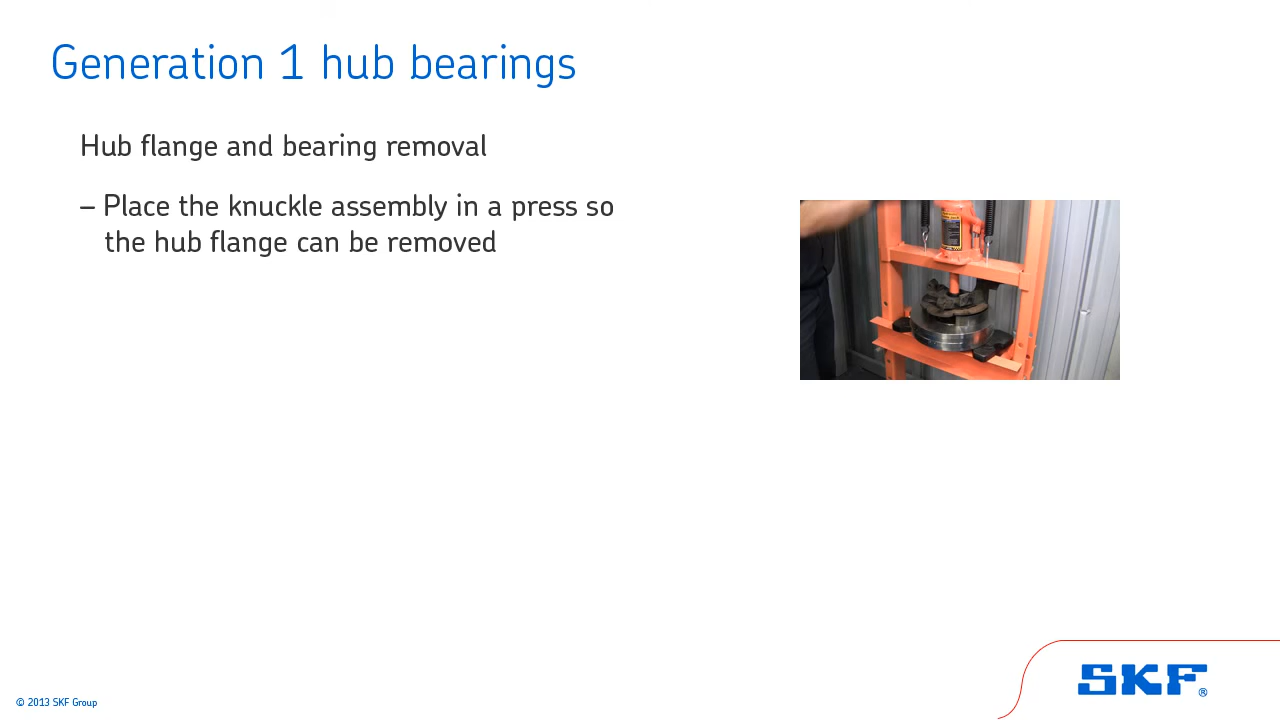 Generation 1 hub bearings
Hub flange and bearing removal
– Place the knuckle assembly in a press so
the hub flange can be removed
© 2013 SKF Group
SKF®